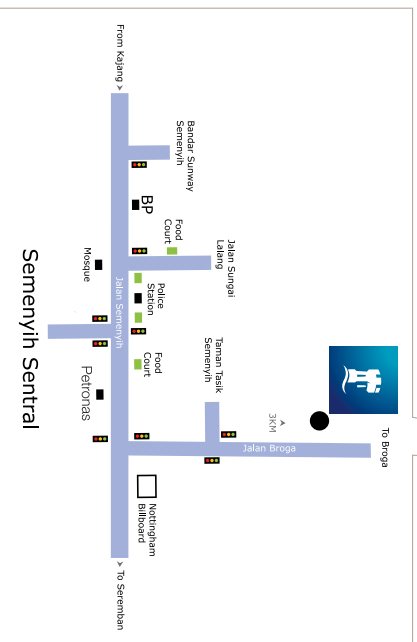 From Kajang >
Bandar Sunway
Semenyih
BP
Food
Court
Jalan Sungai
Lalang
Mosque
Police
Station
Jalan Semenyih
Semenyih Sentral
Food
Court
Taman Tasik
Semenyih
Petronas
3KM >
To Broga
Jalan Broga
Nottingham
Billboard
> To Seremban